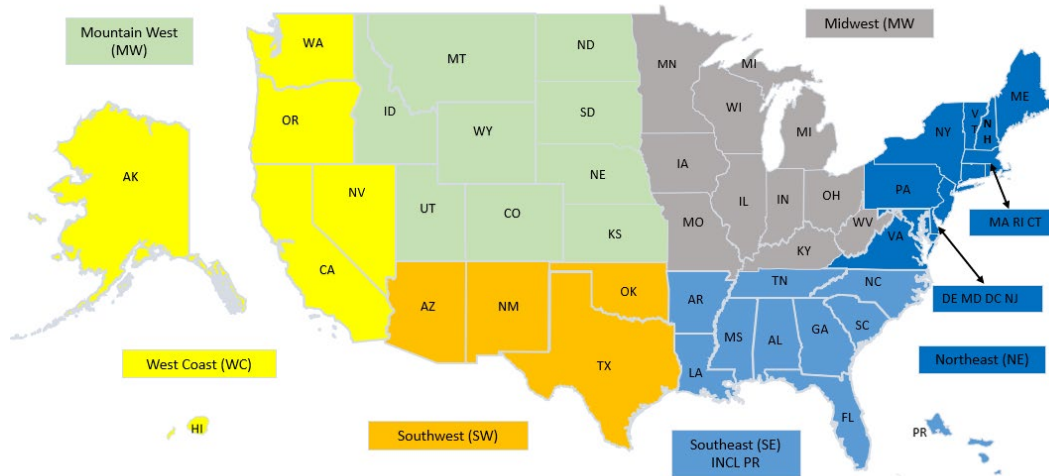 Mountain West
(MW)
Midwest (MW
WA
MT
ND
MN
MI
ME
OR
ID
SD
WI
MI
NY
V
T
N
H
WY
AK
NV
NE
IA
PA
UT
CO
IL
IN
OH
MO
WV
VA
MA RI CT
KS
KY
CA
TN
NC
DE MD DC NJ
AZ
NM
OK
AR
SC
MS
AL
GA
West Coast (WC)
Northeast (NE)
TX
LA
FL
HI
PR
Southwest (SW)
Southeast (SE)
INCL PR